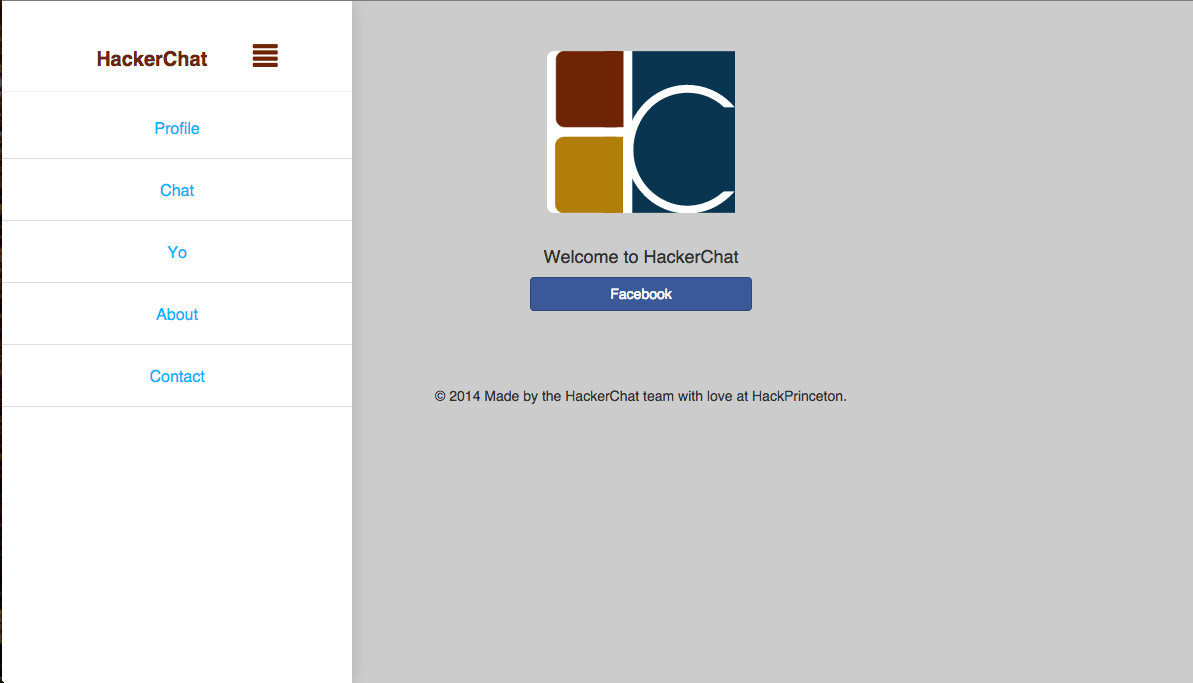 HackerChat
Profile
Chat
Yo
About
Contact
Welcome to HackerChat
Facebook
© 2014 Made by the HackerChat team with love at HackPrinceton.